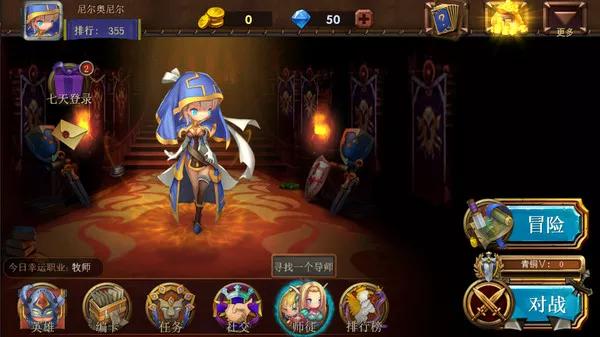 尼尔奥尼尔
排行: 355
0
50
?
更多
2
七天登录
冒险
今日幸运职业: 牧师
寻找一个导师
青铜V: 0
对战
英雄
编卡
任务
社交
师徒
排行榜